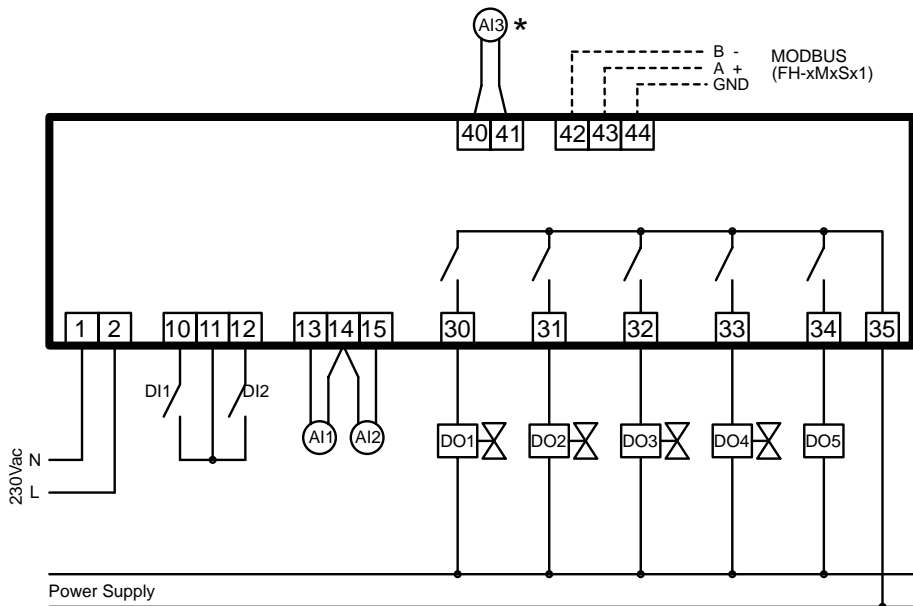 AI3 *
B -
A +
GND
MODBUS
(FH-xMxSx1)
40 41 42 43 44
1 2 10 11 12 13 14 15 30 31 32 33 34 35
DI1 DI2
AI1 AI2
DO1 DO2 DO3 DO4 DO5
230Vac
N
L
Power Supply